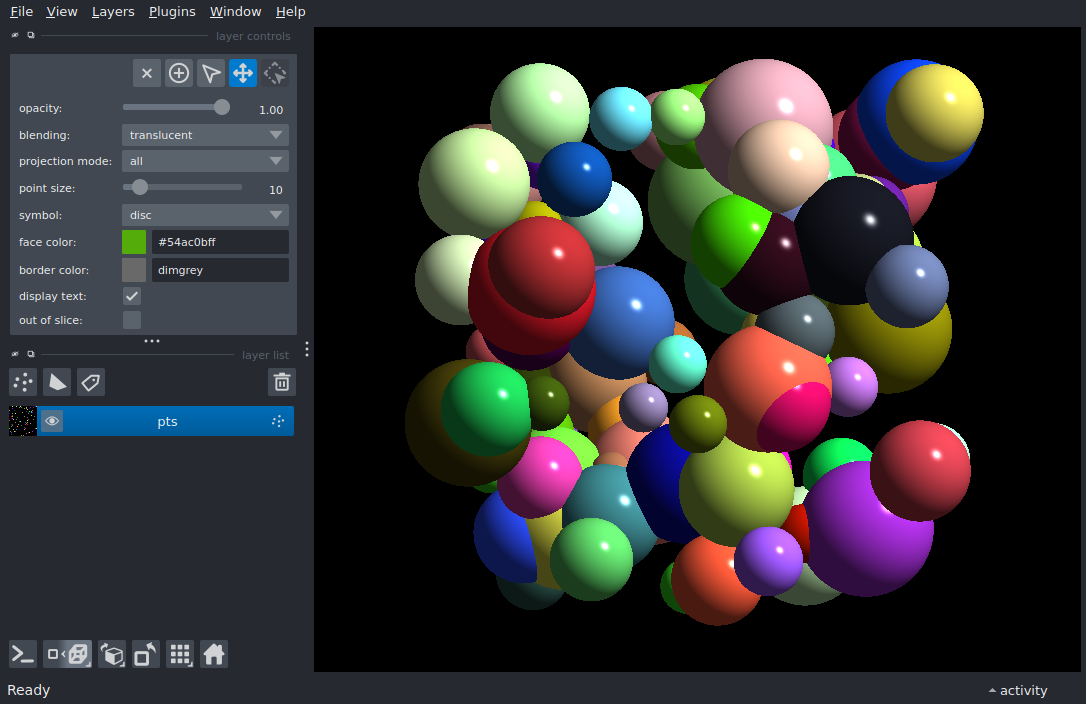 File View Layers Plugins Window Help
layer controls
opacity: 1.00
blending: translucent
projection mode: all
point size: 10
symbol: disc
face color: #54ac0bff
border color: dimgrey
display text:
out of slice:
layer list
pts
Ready
activity